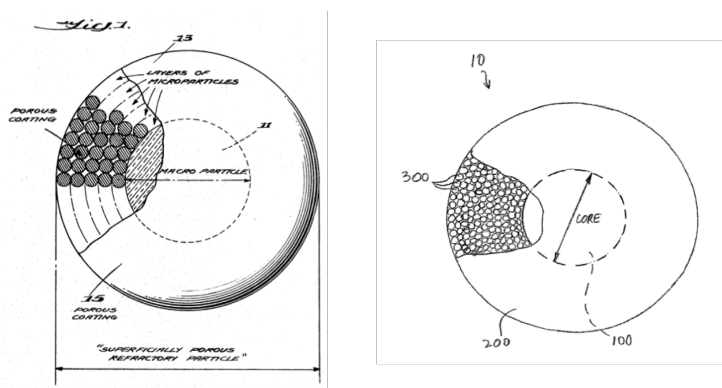 Fig. 1.
13
LAYERS OF
MICROPARTICLES
POROUS
COATING
11
MACRO PARTICLE
15
POROUS
COATING
"SUPERFICIALLY POROUS
REFRACTORY PARTICLE"
10
300
CORE
200
100